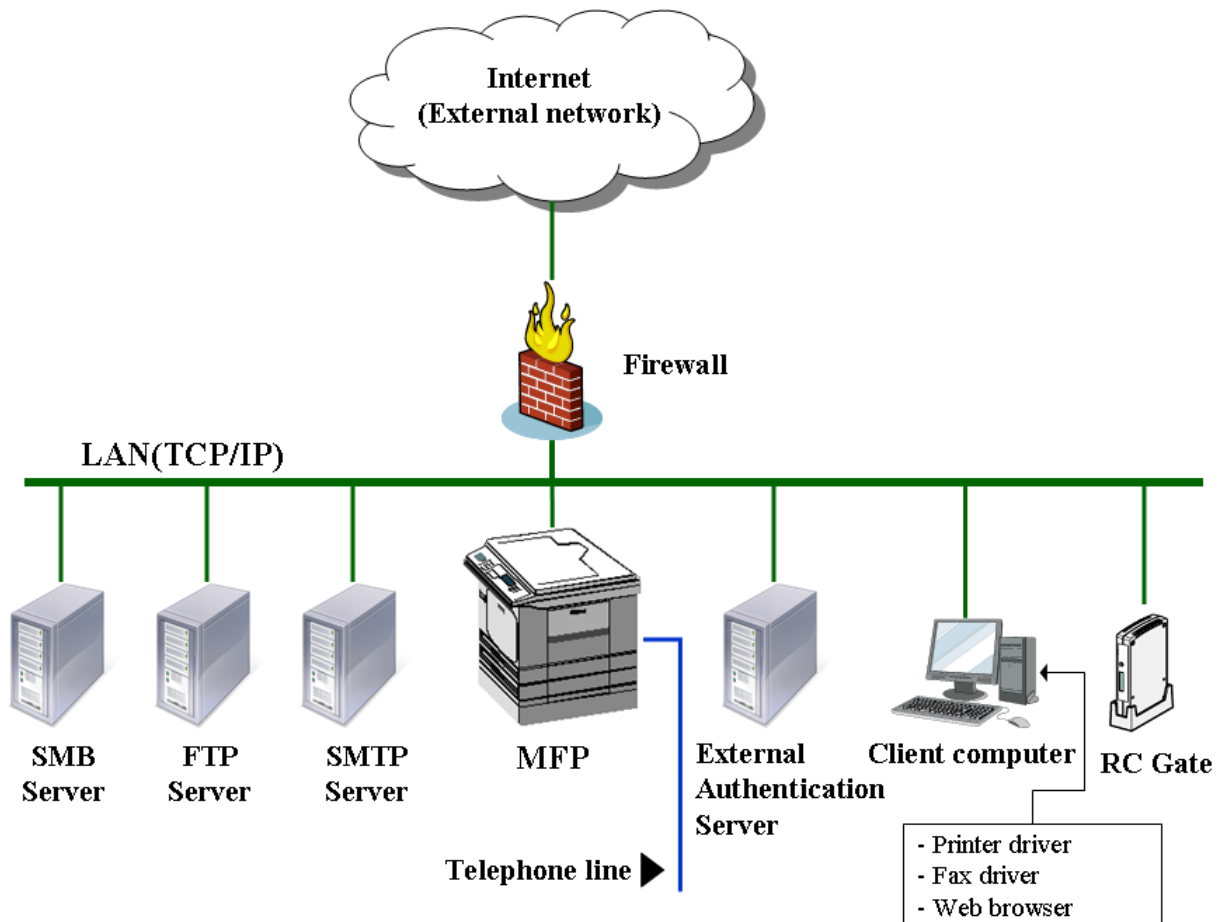 Internet
(External network)
Firewall
LAN(TCP/IP)
SMB
Server
FTP
Server
SMTP
Server
MFP
External
Authentication
Server
Client computer
RC Gate
Telephone line
- Printer driver
- Fax driver
- Web browser